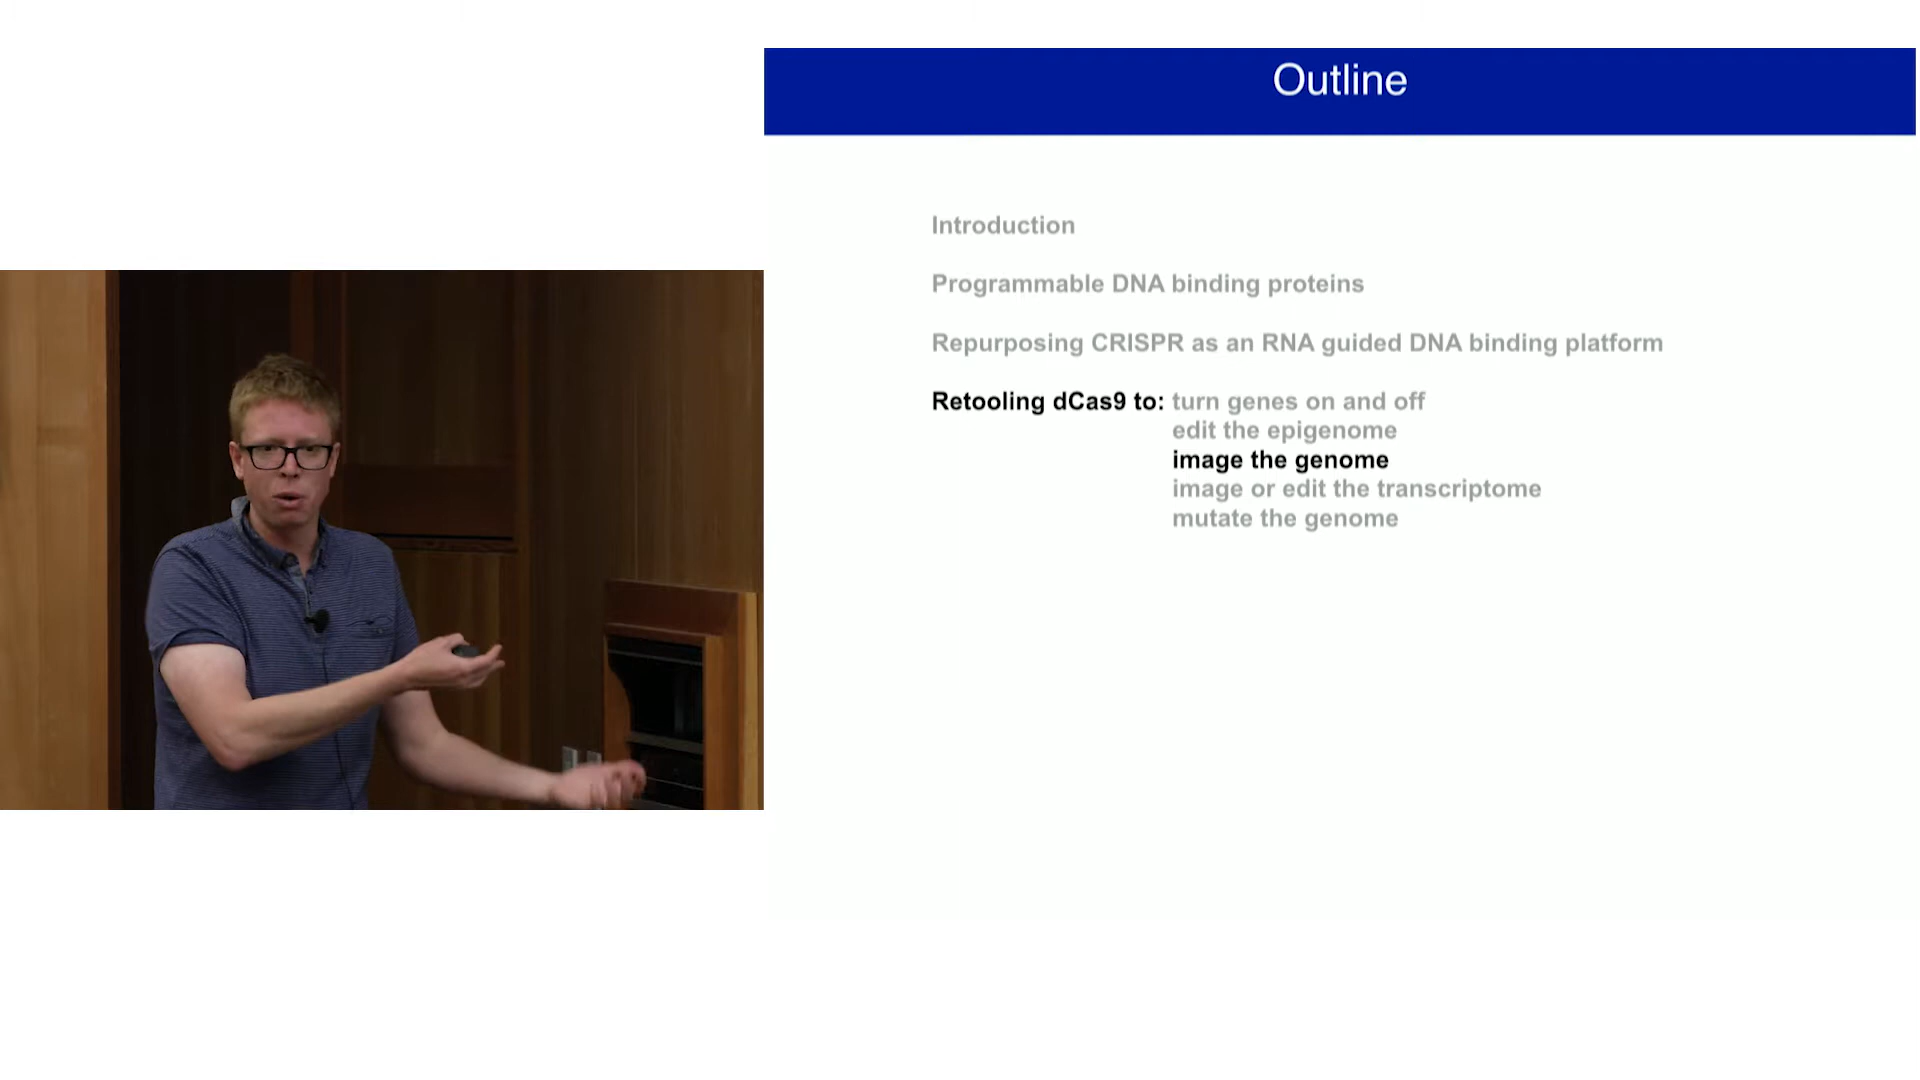 Outline
Introduction
Programmable DNA binding proteins
Repurposing CRISPR as an RNA guided DNA binding platform
Retooling dCas9 to: turn genes on and off
edit the epigenome
image the genome
image or edit the transcriptome
mutate the genome